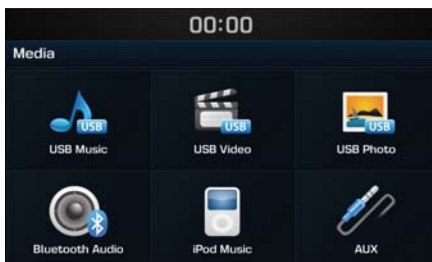 00:00
Media
USB
USB
USB
USB Music
USB Video
USB Photo
Bluetooth Audio
iPod Music
AUX